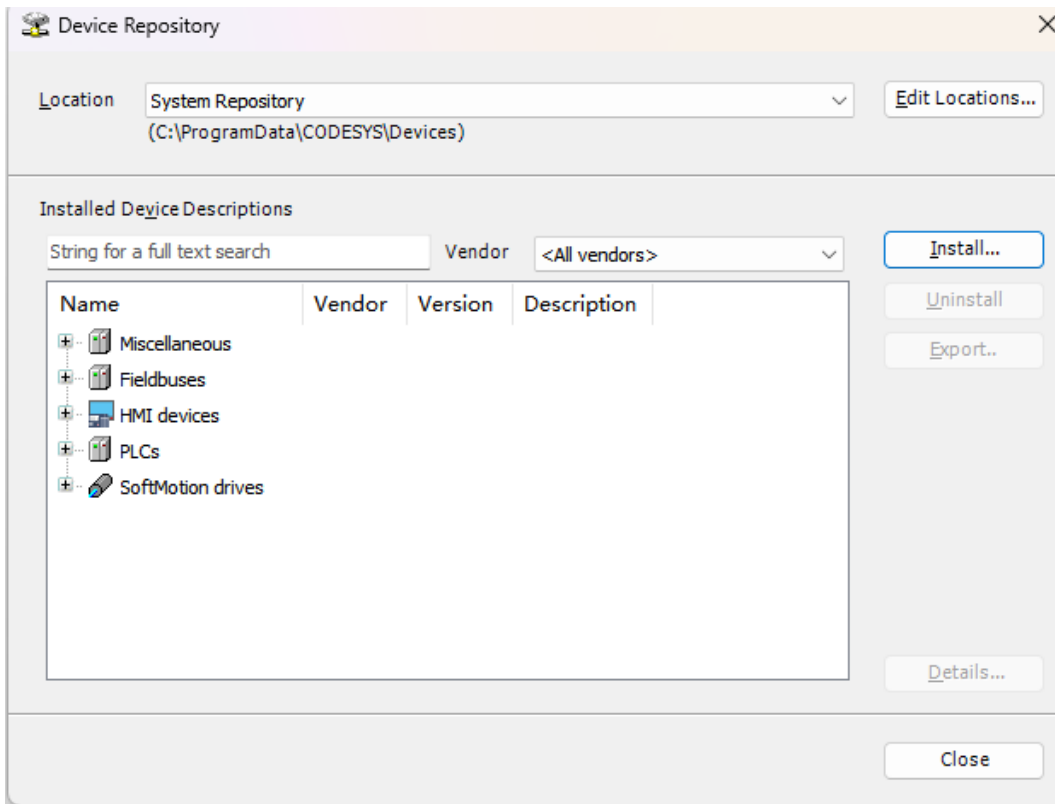 Device Repository
Location System Repository Edit Locations...
(C:\ProgramData\CODESYS\Devices)
Installed Device Descriptions
String for a full text search Vendor <All vendors> Install...
Name Vendor Version Description Uninstall
Miscellaneous Export..
Fieldbuses
HMI devices
PLCs
SoftMotion drives
Details...
Close